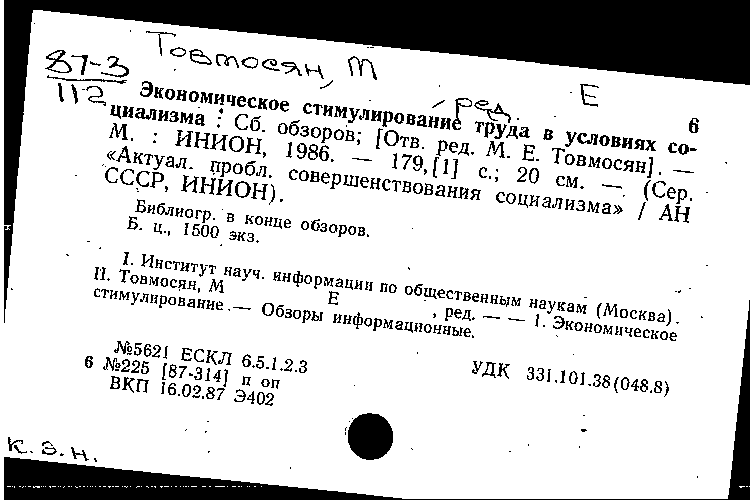 Товмосян, М Е
87-3
112
, ред.
6
Экономическое стимулирование труда в условиях со-
циализма : Сб. обзоров; [Отв. ред. М. Е. Товмосян]. —
М. : ИНИОН, 1986. — 179,[1] с.; 20 см. — (Сер.
«Актуал. пробл. совершенствования социализма» / АН
СССР, ИНИОН).
Библиогр. в конце обзоров.
Б. ц., 1500 экз.
I. Институт науч. информации по общественным наукам (Москва).
II. Товмосян, М Е , ред. — — 1. Экономическое
стимулирование — Обзоры информационные.
№5621 ЕСКЛ 6.5.1.2.3
6 №225 [87-314] п оп
ВКП 16.02.87 Э402
УДК 331.101.38(048.8)
к.э.н.